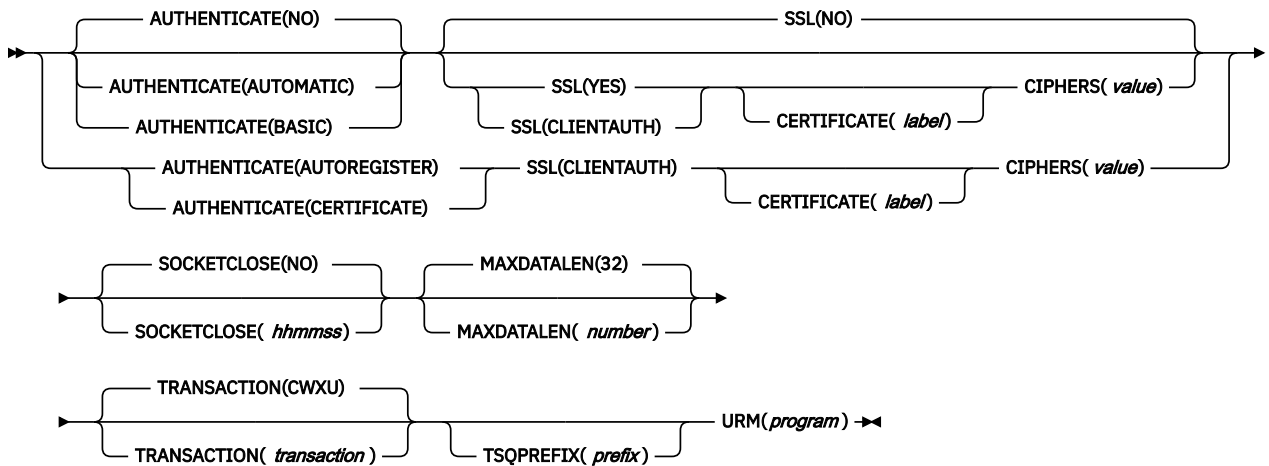 AUTHENTICATE(NO) SSL(NO)
AUTHENTICATE(AUTOMATIC) SSL(YES) CIPHERS( value)
AUTHENTICATE(BASIC) SSL(CLIENTAUTH) CERTIFICATE( label)
AUTHENTICATE(AUTOREGISTER) SSL(CLIENTAUTH) CIPHERS( value)
AUTHENTICATE(CERTIFICATE) CERTIFICATE( label)
SOCKETCLOSE(NO) MAXDATALEN(32)
SOCKETCLOSE( hhmmss) MAXDATALEN( number)
TRANSACTION(CWXU)
URM(program )
TRANSACTION( transaction ) TSQPREFIX( prefix)